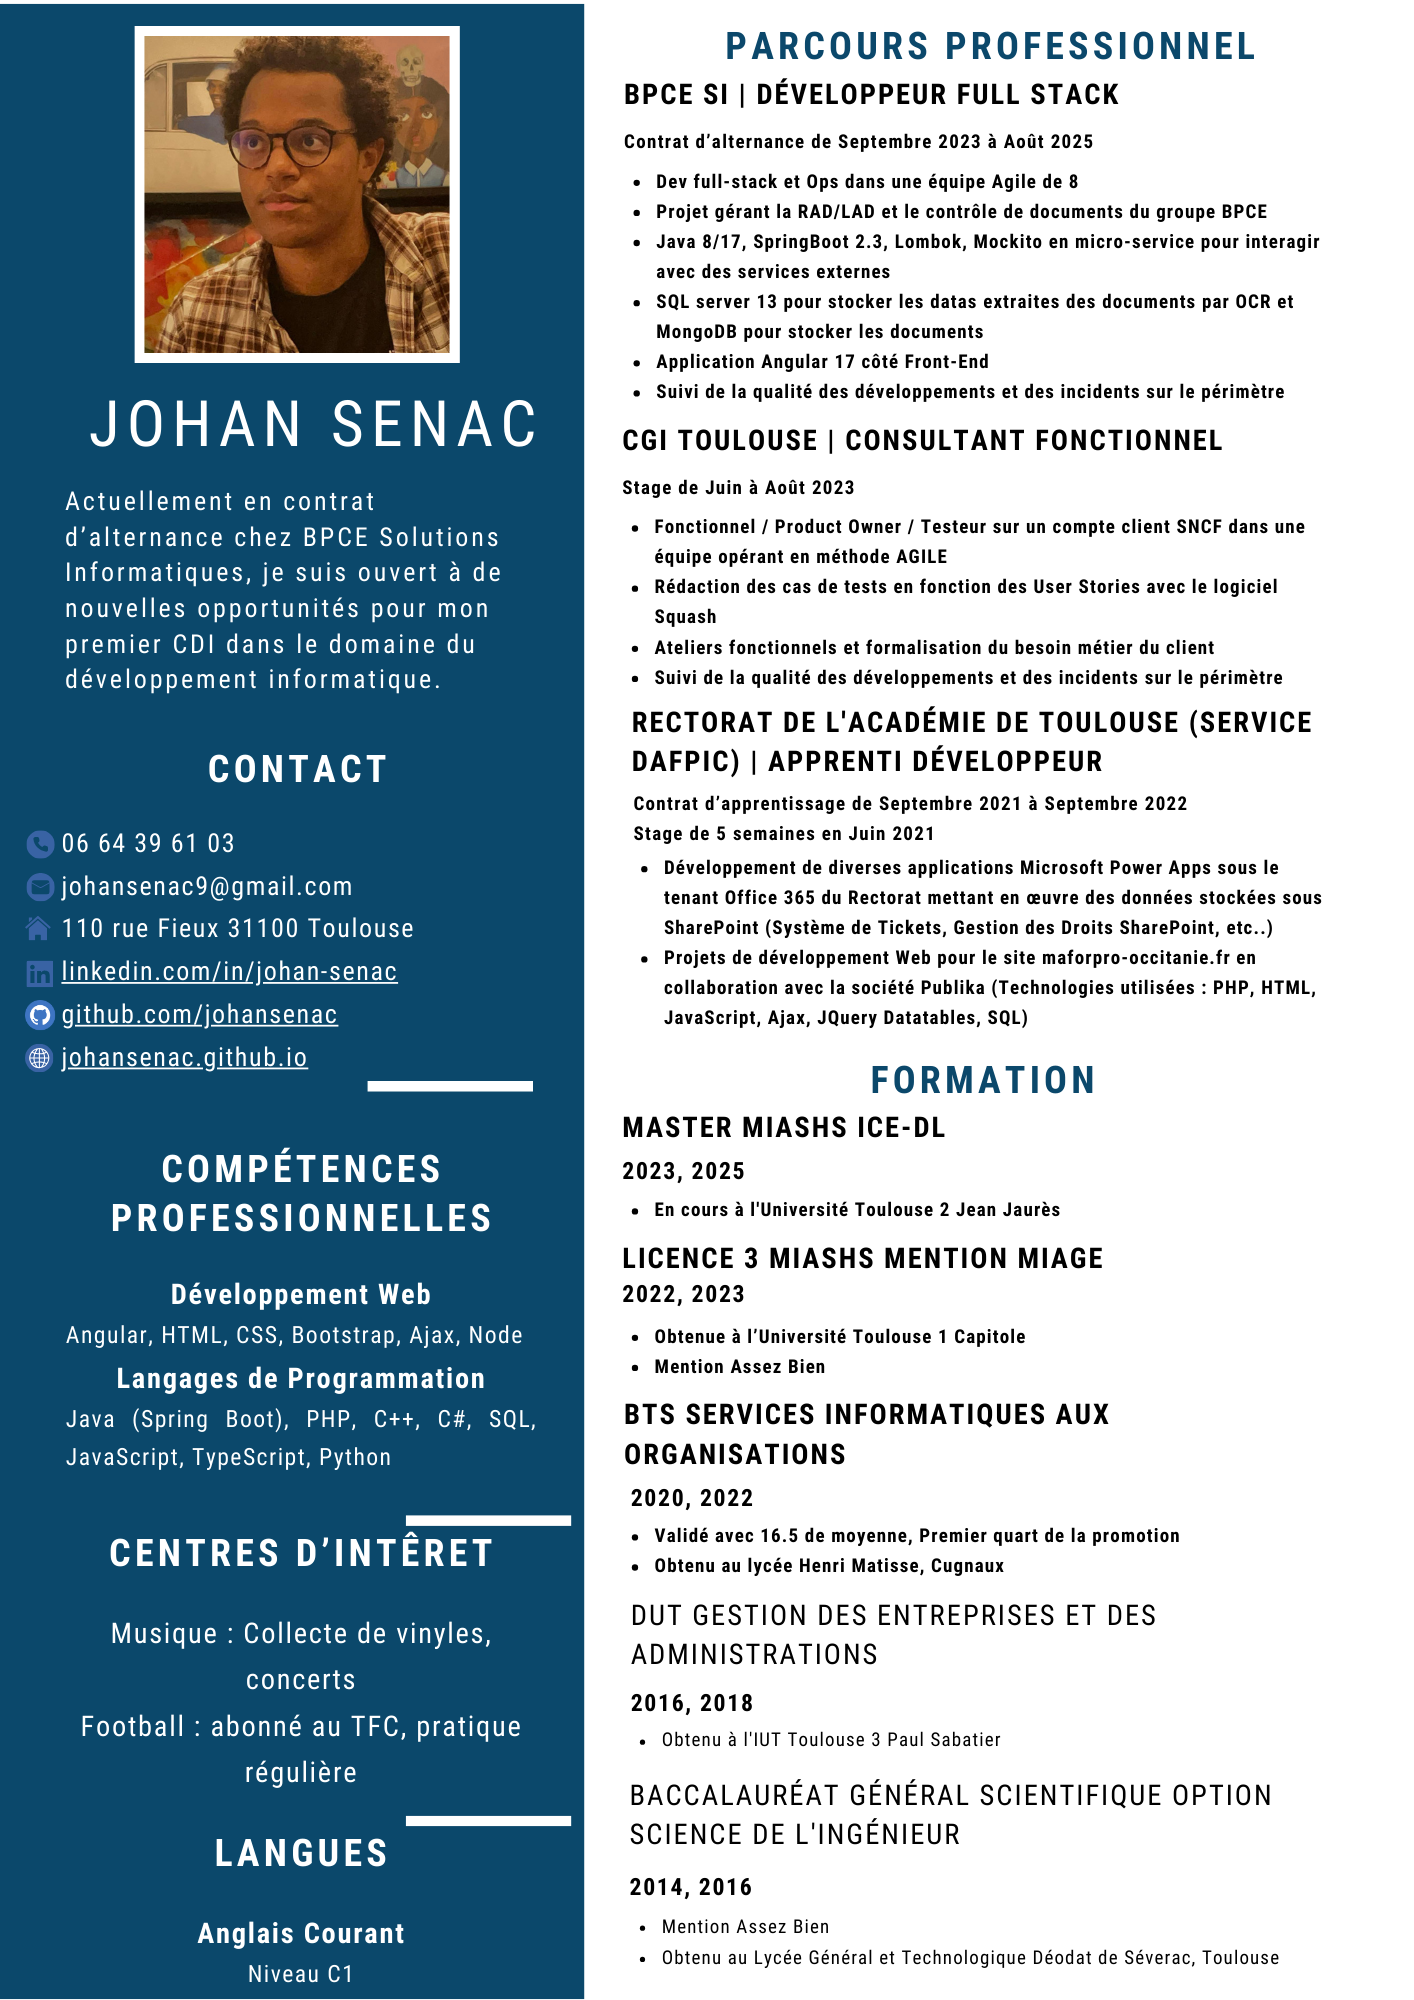 JOHAN SENAC
Actuellement en contrat
d’alternance chez BPCE Solutions
Informatiques, je suis ouvert à de
nouvelles opportunités pour mon
premier CDI dans le domaine du
développement informatique.
CONTACT
06 64 39 61 03
johansenac9@gmail.com
110 rue Fieux 31100 Toulouse
linkedin.com/in/johan-senac
github.com/johansenac
johansenac.github.io
COMPÉTENCES
PROFESSIONNELLES
Développement Web
Angular, HTML, CSS, Bootstrap, Ajax, Node
Langages de Programmation
Java (Spring Boot), PHP, C++, C#, SQL,
JavaScript, TypeScript, Python
CENTRES D’INTÊRET
Musique : Collecte de vinyles,
concerts
Football : abonné au TFC, pratique
régulière
LANGUES
Anglais Courant
Niveau C1
PARCOURS PROFESSIONNEL
BPCE SI | DÉVELOPPEUR FULL STACK
Contrat d’alternance de Septembre 2023 à Août 2025
• Dev full-stack et Ops dans une équipe Agile de 8
• Projet gérant la RAD/LAD et le contrôle de documents du groupe BPCE
• Java 8/17, SpringBoot 2.3, Lombok, Mockito en micro-service pour interagir
avec des services externes
• SQL server 13 pour stocker les datas extraites des documents par OCR et
MongoDB pour stocker les documents
• Application Angular 17 côté Front-End
• Suivi de la qualité des développements et des incidents sur le périmètre
CGI TOULOUSE | CONSULTANT FONCTIONNEL
Stage de Juin à Août 2023
• Fonctionnel / Product Owner / Testeur sur un compte client SNCF dans une
équipe opérant en méthode AGILE
• Rédaction des cas de tests en fonction des User Stories avec le logiciel
Squash
• Ateliers fonctionnels et formalisation du besoin métier du client
• Suivi de la qualité des développements et des incidents sur le périmètre
RECTORAT DE L'ACADÉMIE DE TOULOUSE (SERVICE
DAFPIC) | APPRENTI DÉVELOPPEUR
Contrat d’apprentissage de Septembre 2021 à Septembre 2022
Stage de 5 semaines en Juin 2021
• Développement de diverses applications Microsoft Power Apps sous le
tenant Office 365 du Rectorat mettant en œuvre des données stockées sous
SharePoint (Système de Tickets, Gestion des Droits SharePoint, etc..)
• Projets de développement Web pour le site maforpro-occitanie.fr en
collaboration avec la société Publika (Technologies utilisées : PHP, HTML,
JavaScript, Ajax, JQuery Datatables, SQL)
FORMATION
MASTER MIASHS ICE-DL
2023, 2025
• En cours à l'Université Toulouse 2 Jean Jaurès
LICENCE 3 MIASHS MENTION MIAGE
2022, 2023
• Obtenue à l’Université Toulouse 1 Capitole
• Mention Assez Bien
BTS SERVICES INFORMATIQUES AUX
ORGANISATIONS
2020, 2022
• Validé avec 16.5 de moyenne, Premier quart de la promotion
• Obtenu au lycée Henri Matisse, Cugnaux
DUT GESTION DES ENTREPRISES ET DES
ADMINISTRATIONS
2016, 2018
• Obtenu à l'IUT Toulouse 3 Paul Sabatier
BACCALAURÉAT GÉNÉRAL SCIENTIFIQUE OPTION
SCIENCE DE L'INGÉNIEUR
2014, 2016
• Mention Assez Bien
• Obtenu au Lycée Général et Technologique Déodat de Séverac, Toulouse